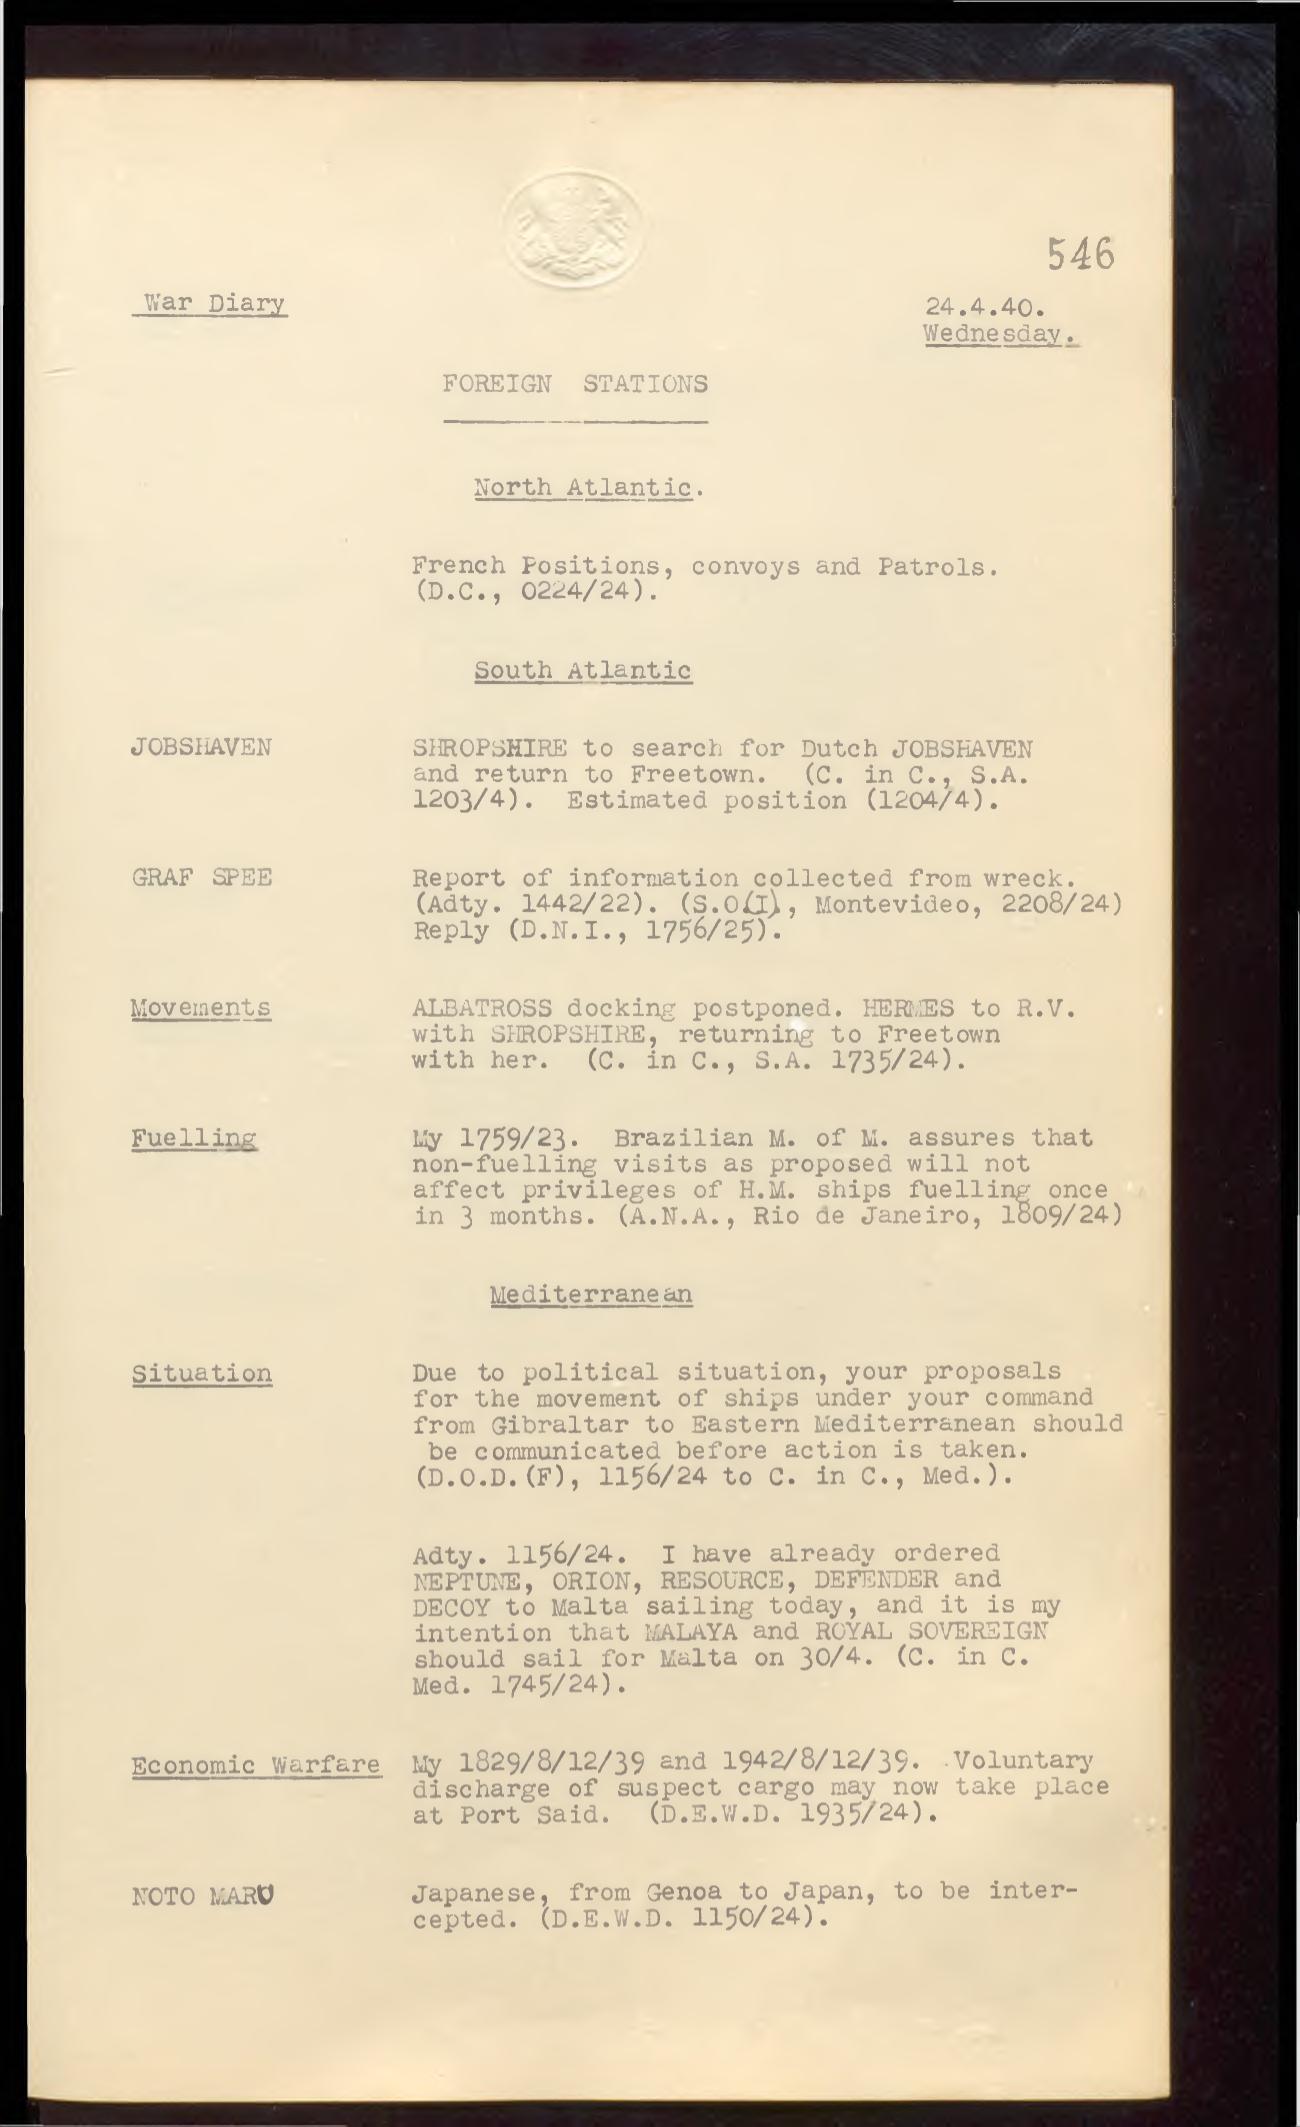 546
War Diary
24.4.40.
Wednesday.
FOREIGN STATIONS
North Atlantic.
French Positions, convoys and Patrols.
(D.C., 0224/24).
South Atlantic
JOBSHAVEN
SHROPSHIRE to search for Dutch JOBSHAVEN
and return to Freetown. (C. in C., S.A.
1203/4). Estimated position (1204/4).
GRAF SPEE
Report of information collected from wreck.
(Adty. 1442/22). (S.O(I)., Montevideo, 2208/24)
Reply (D.N.I., 1756/25).
Movements
ALBATROSS docking postponed. HERMES to R.V.
with SHROPSHIRE, returning to Freetown
with her. (C. in C., S.A. 1735/24).
Fuelling
My 1759/23. Brazilian M. of M. assures that
non-fuelling visits as proposed will not
affect privileges of H.M. ships fuelling once
in 3 months. (A.N.A., Rio de Janeiro, 1809/24)
Mediterranean
Situation
Due to political situation, your proposals
for the movement of ships under your command
from Gibraltar to Eastern Mediterranean should
be communicated before action is taken.
(D.O.D.(F), 1156/24 to C. in C., Med.).
Adty. 1156/24. I have already ordered
NEPTUNE, ORION, RESOURCE, DEFENDER and
DECOY to Malta sailing today, and it is my
intention that MALAYA and ROYAL SOVEREIGN
should sail for Malta on 30/4. (C. in C.
Med. 1745/24).
Economic Warfare
My 1829/8/12/39 and 1942/8/12/39. Voluntary
discharge of suspect cargo may now take place
at Port Said. (D.E.W.D. 1935/24).
NOTO MARU
Japanese, from Genoa to Japan, to be inter-
cepted. (D.E.W.D. 1150/24).